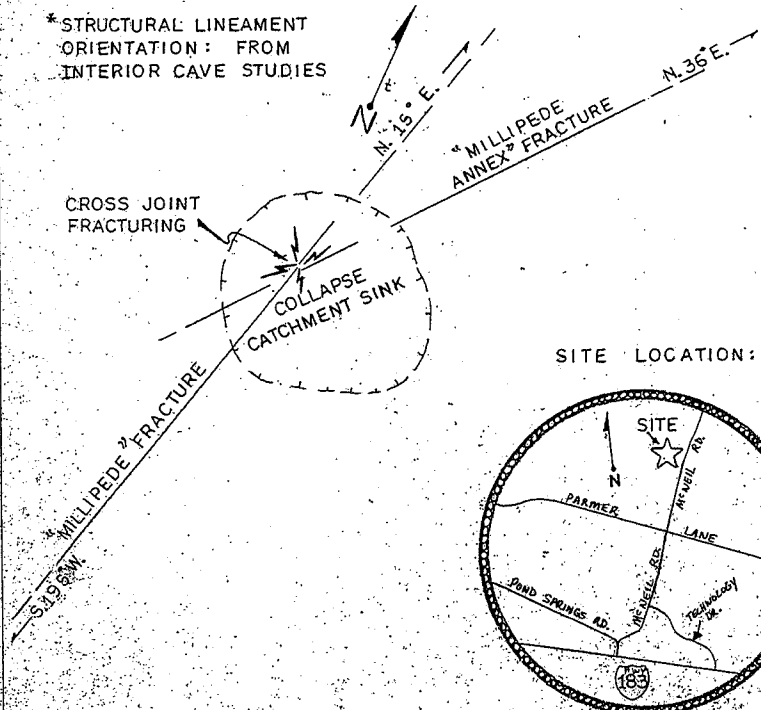 *STRUCTURAL LINEAMENT
ORIENTATION: FROM
INTERIOR CAVE STUDIES
N
N. 15° E.
N. 36° E.
"MILLIPEDE
ANNEX" FRACTURE
CROSS JOINT
FRACTURING
COLLAPSE
CATCHMENT SINK
"MILLIPEDE" FRACTURE
S. 195° W.
SITE LOCATION:
SITE
N
MCNEIL RD.
PARMER LANE
MCNEIL RD.
POND SPRINGS RD.
TECHNOLOGY
DR.
183